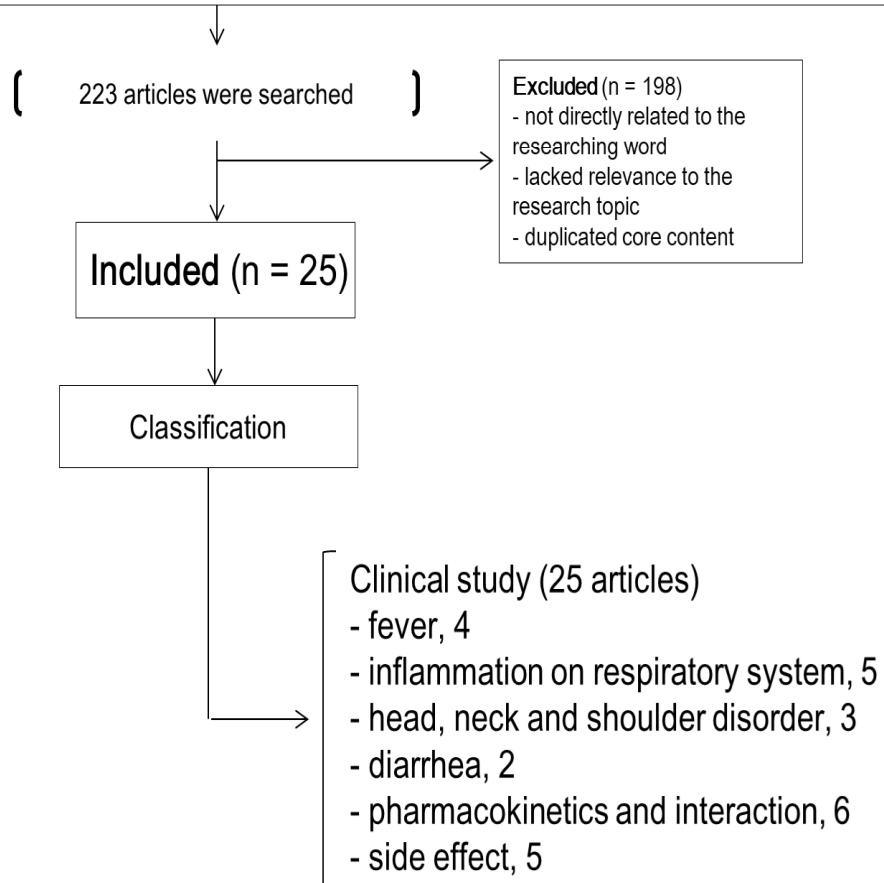 223 articles were searched
Excluded (n = 198)
- not directly related to the
researching word
- lacked relevance to the
research topic
- duplicated core content
Included (n = 25)
Classification
Clinical study (25 articles)
- fever, 4
- inflammation on respiratory system, 5
- head, neck and shoulder disorder, 3
- diarrhea, 2
- pharmacokinetics and interaction, 6
- side effect, 5